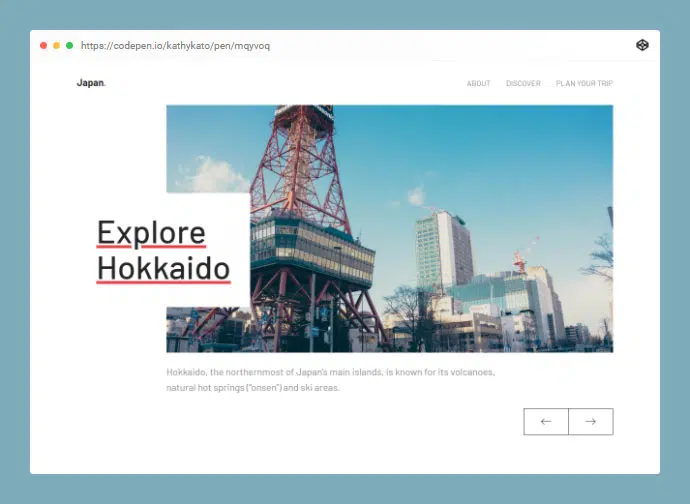 https://codepen.io/kathykato/pen/mqyvoq
Japan.
ABOUT DISCOVER PLAN YOUR TRIP
Explore
Hokkaido
Hokkaido, the northernmost of Japan's main islands, is known for its volcanoes,
natural hot springs ("onsen") and ski areas.